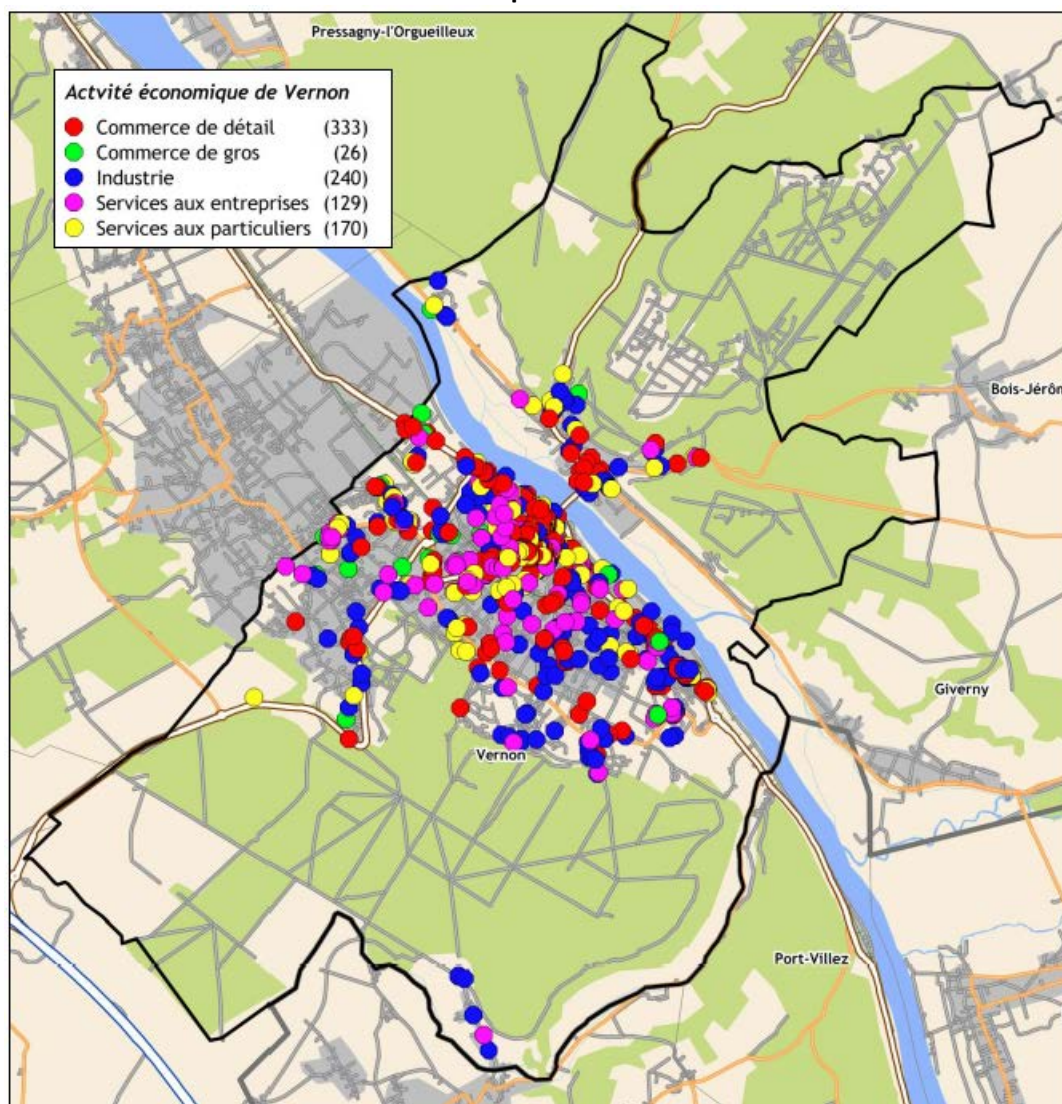 Pressagny-l'Orgueilleux
Actvité économique de Vernon
Commerce de détail (333)
Commerce de gros (26)
Industrie (240)
Services aux entreprises (129)
Services aux particuliers (170)
Bois-Jérôm
Giverny
Vernon
Port-Villez